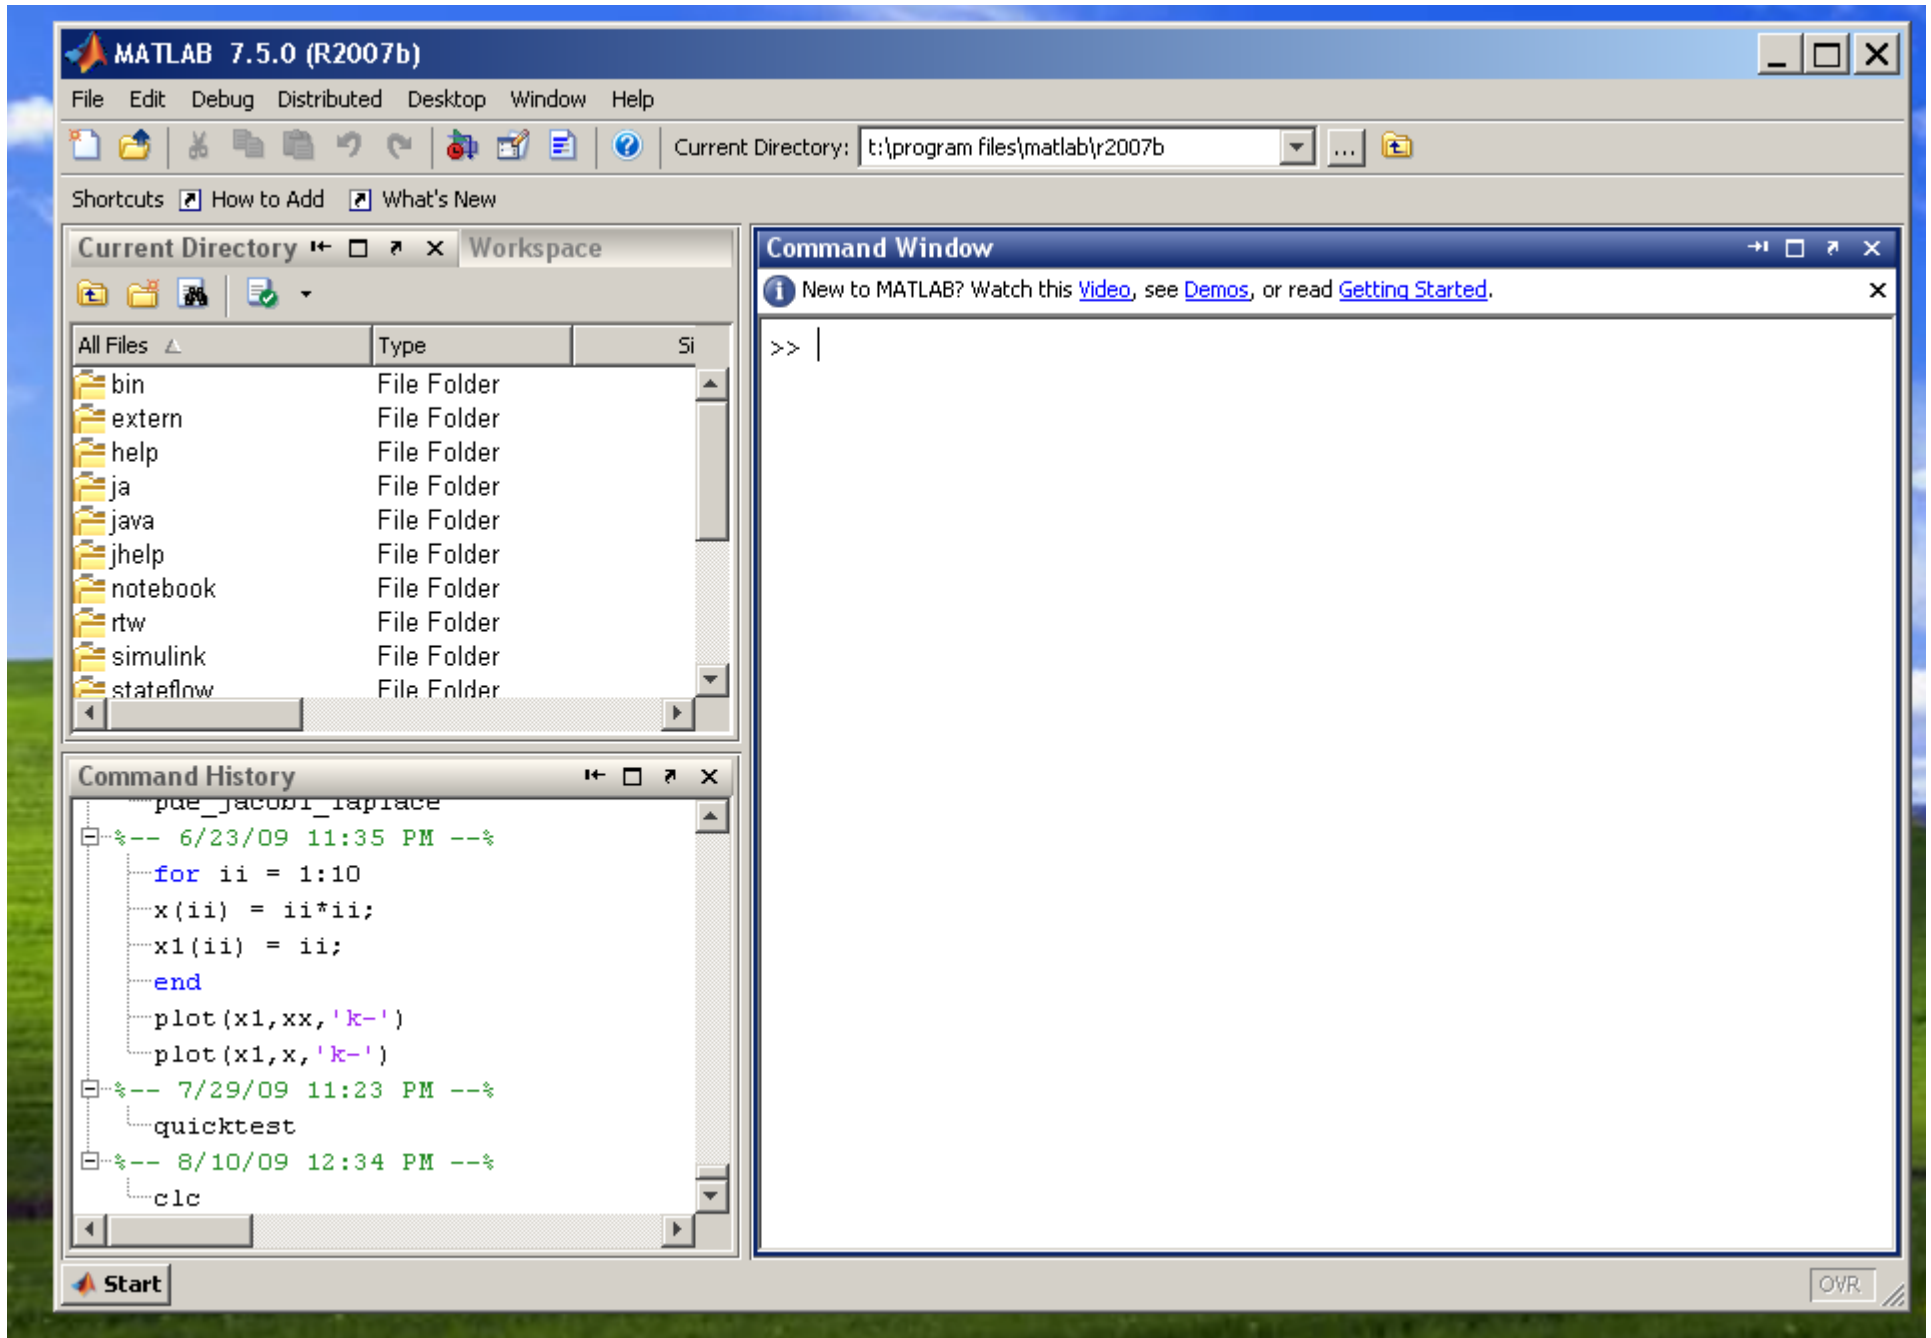 MATLAB 7.5.0 (R2007b)
File Edit Debug Distributed Desktop Window Help
Current Directory: t:\program files\matlab\r2007b ...
Shortcuts How to Add What's New
Current Directory Workspace
All Files Type Si
bin File Folder
extern File Folder
help File Folder
ja File Folder
java File Folder
jhelp File Folder
notebook File Folder
rtw File Folder
simulink File Folder
stateflow File Folder
Command History
pde_jacobi_laplace
%-- 6/23/09 11:35 PM --%
for ii = 1:10
x(ii) = ii*ii;
x1(ii) = ii;
end
plot(x1,xx,'k-')
plot(x1,x,'k-')
%-- 7/29/09 11:23 PM --%
quicktest
%-- 8/10/09 12:34 PM --%
clc
Command Window
New to MATLAB? Watch this Video, see Demos, or read Getting Started.
>>
Start
OVR